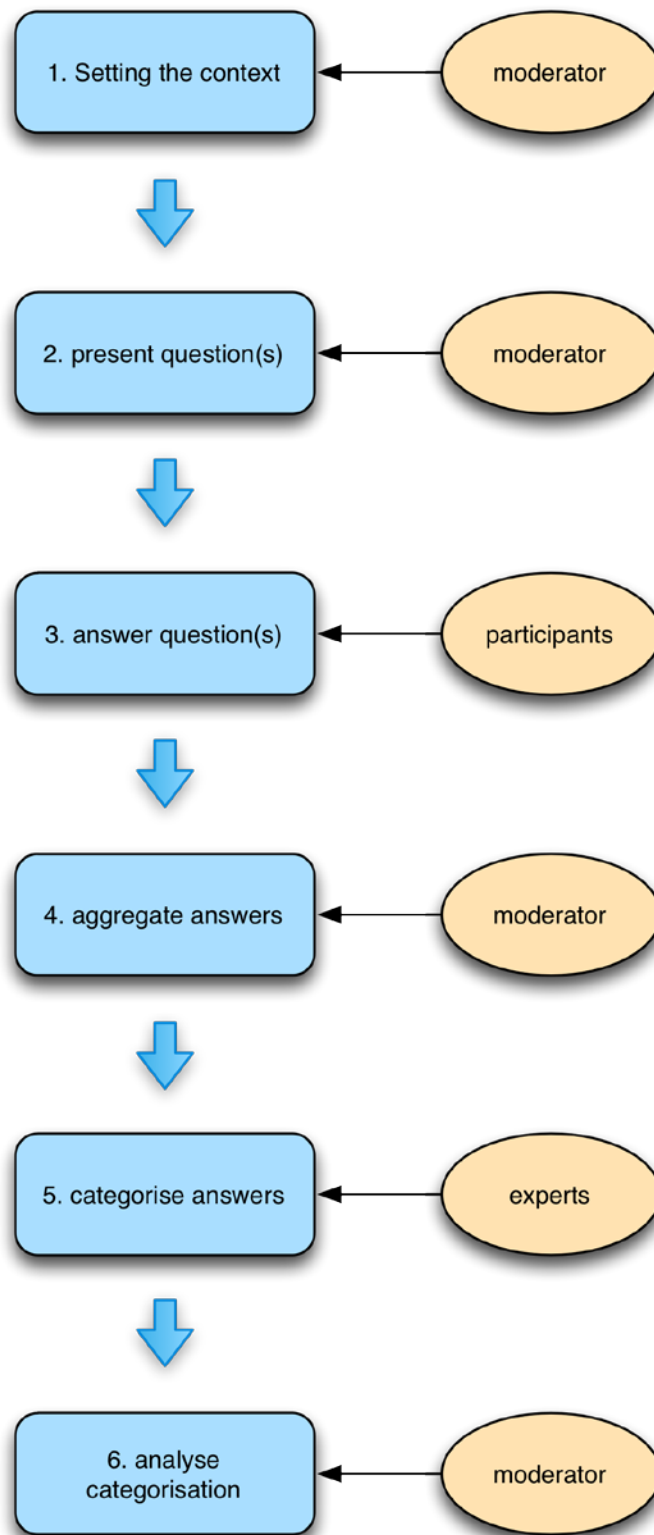 1. Setting the context
moderator
2. present question(s)
moderator
3. answer question(s)
participants
4. aggregate answers
moderator
5. categorise answers
experts
6. analyse
categorisation
moderator